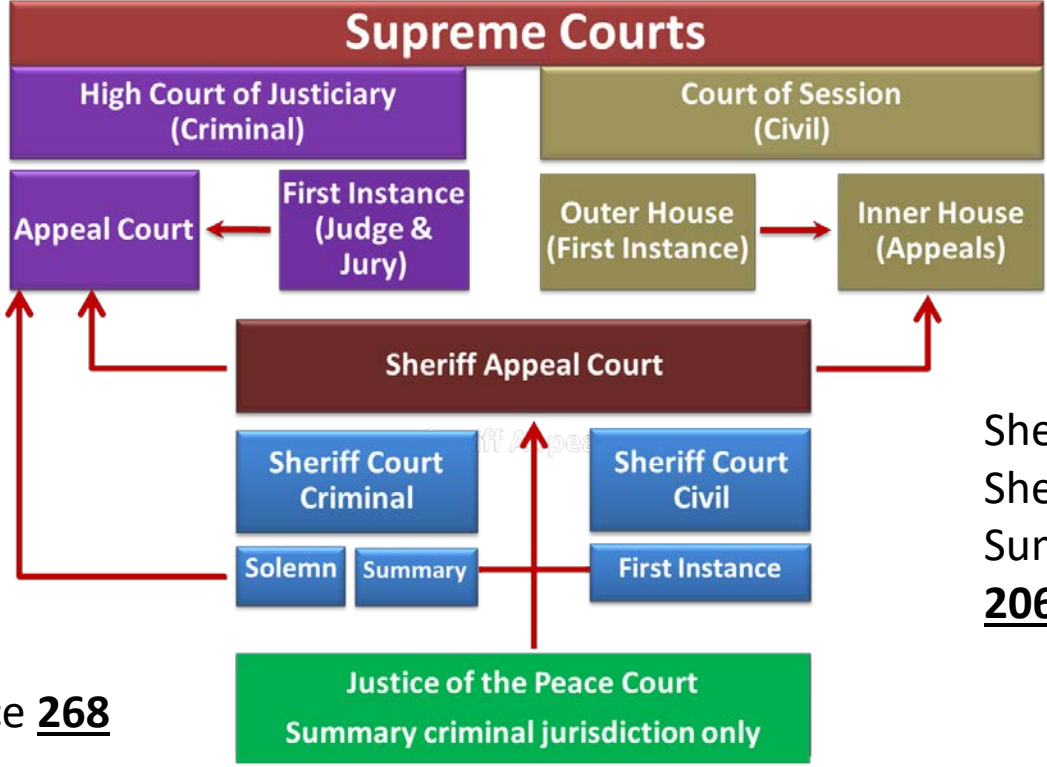 Supreme Courts
High Court of Justiciary
(Criminal)
Court of Session
(Civil)
Appeal Court
First Instance
(Judge &
Jury)
Outer House
(First Instance)
Inner House
(Appeals)
Sheriff Appeal Court
Sheriff Court
Criminal
Sheriff Court
Civil
Solemn
Summary
First Instance
Justice of the Peace Court
Summary criminal jurisdiction only
268
206